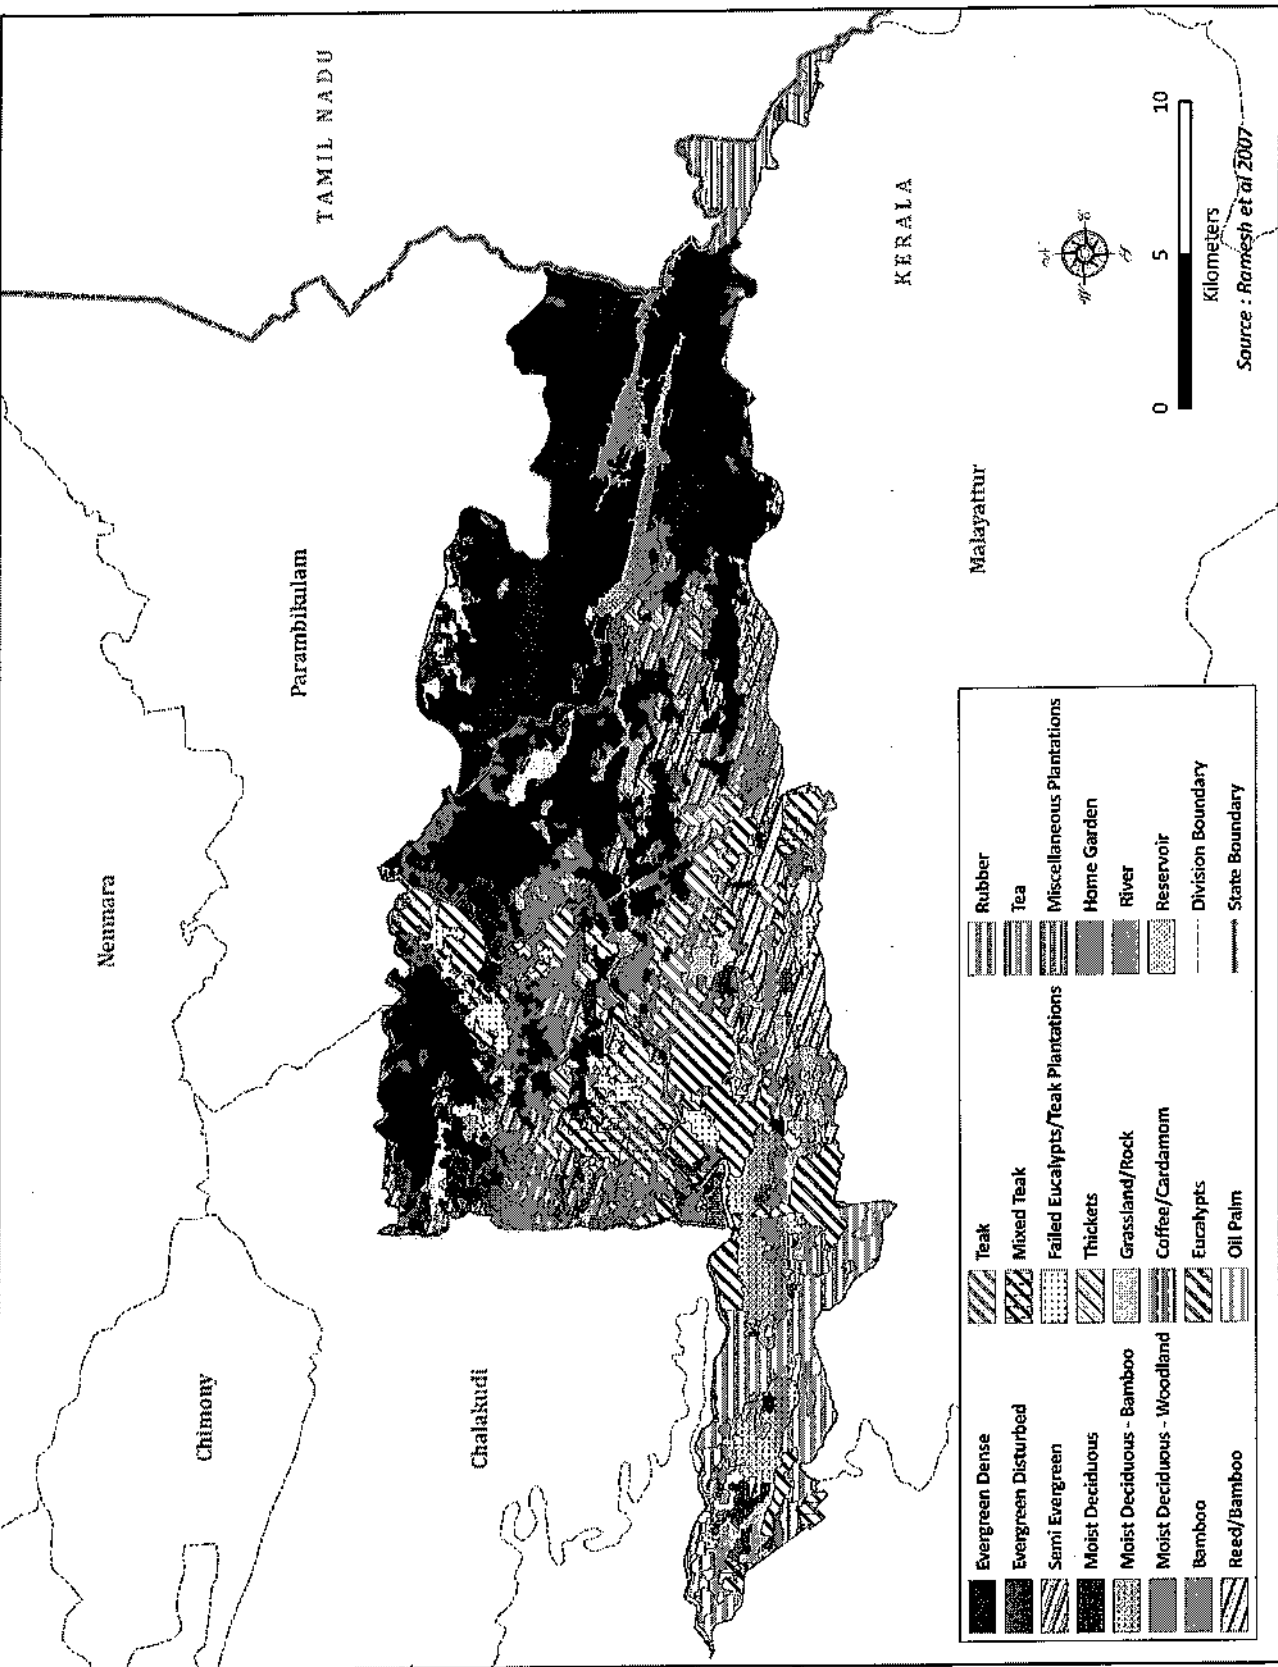 TAMIL NADU
Nenmara
Parambikulam
Chimony
Chalakudi
KERALA
Malayattur
0 5 10
Kilometers
Source : Ramesh et al 2007
Evergreen Dense
Evergreen Disturbed
Semi Evergreen
Moist Deciduous
Moist Deciduous - Bamboo
Moist Deciduous - Woodland
Bamboo
Reed/Bamboo
Teak
Mixed Teak
Failed Eucalypts/Teak Plantations
Thickets
Grassland/Rock
Coffee/Cardamom
Eucalypts
Oil Palm
Rubber
Tea
Miscellaneous Plantations
Home Garden
River
Reservoir
Division Boundary
State Boundary